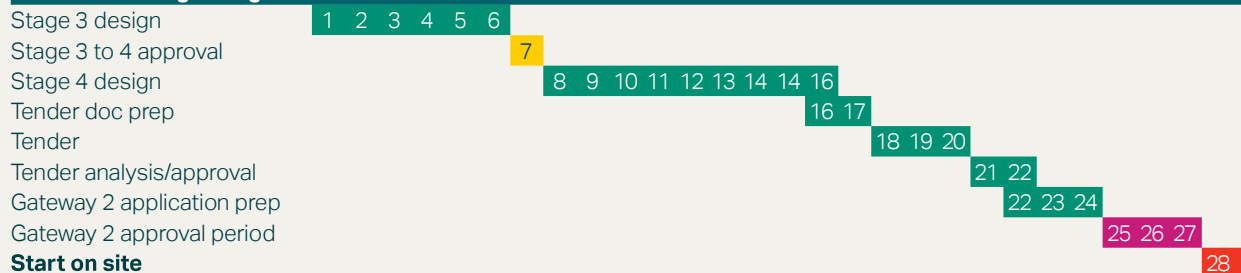 Stage 3 design 1 2 3 4 5 6
Stage 3 to 4 approval 7
Stage 4 design 8 9 10 11 12 13 14 14 16
Tender doc prep 16 17
Tender 18 19 20
Tender analysis/approval 21 22
Gateway 2 application prep 22 23 24
Gateway 2 approval period 25 26 27
Start on site 28